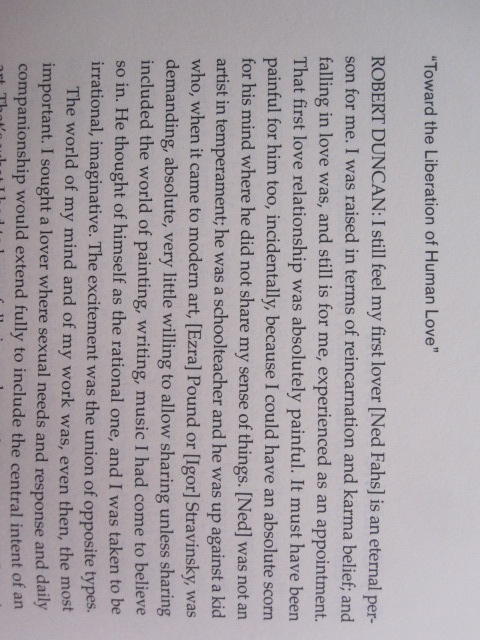 "Toward the Liberation of Human Love"
ROBERT DUNCAN: I still feel my first lover [Ned Fahs] is an eternal per-
son for me. I was raised in terms of reincarnation and karma belief; and
falling in love was, and still is for me, experienced as an appointment.
That first love relationship was absolutely painful. It must have been
painful for him too, incidentally, because I could have an absolute scorn
for his mind where he did not share my sense of things. [Ned] was not an
artist in temperament: he was a schoolteacher and he was up against a kid
who, when it came to modern art, [Ezra] Pound or [Igor] Stravinsky, was
demanding, absolute, very little willing to allow sharing unless sharing
included the world of painting, writing, music I had come to believe
so in. He thought of himself as the rational one, and I was taken to be
irrational, imaginative. The excitement was the union of opposite types.
The world of my mind and of my work was, even then, the most
important. I sought a lover where sexual needs and response and daily
companionship would extend fully to include the central intent of an
art. That's what I had